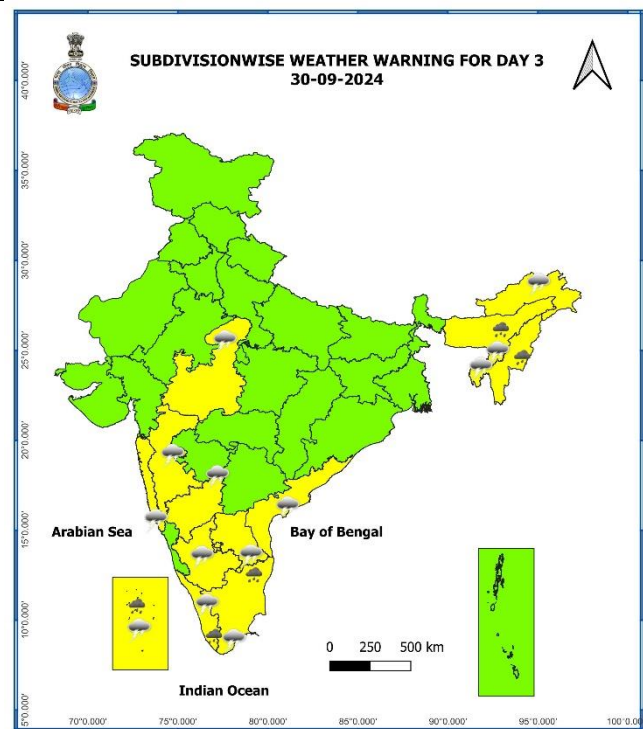 SUBDIVISIONWISE WEATHER WARNING FOR DAY 3
30-09-2024
40°0.000'
35°0.000'
30°0.000'
25°0.000'
20°0.000'
15°0.000'
10°0.000'
5°0.000'
Arabian Sea
Bay of Bengal
0 250 500 km
Indian Ocean
70°0.000' 75°0.000' 80°0.000' 85°0.000' 90°0.000' 95°0.000' 100°0.000'